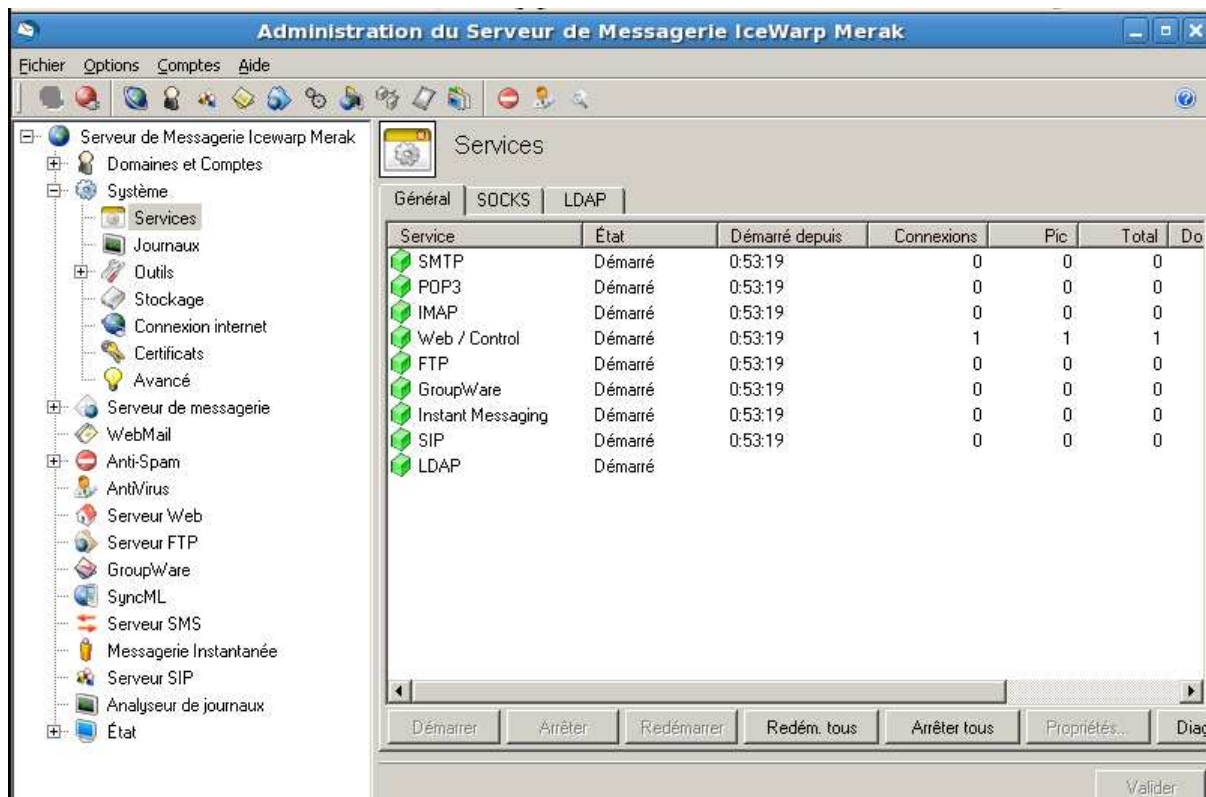 Administration du Serveur de Messagerie IceWarp Merak
Fichier Options Comptes Aide
Serveur de Messagerie Icewarp Merak
Domaines et Comptes
Système
Services
Journaux
Outils
Stockage
Connexion internet
Certificats
Avancé
Serveur de messagerie
WebMail
Anti-Spam
AntiVirus
Serveur Web
Serveur FTP
GroupWare
SyncML
Serveur SMS
Messagerie Instantanée
Serveur SIP
Analyseur de journaux
État
Services
Général SOCKS LDAP
Service État Démarré depuis Connexions Pic Total Do
SMTP Démarré 0:53:19 0 0 0
POP3 Démarré 0:53:19 0 0 0
IMAP Démarré 0:53:19 0 0 0
Web / Control Démarré 0:53:19 1 1 1
FTP Démarré 0:53:19 0 0 0
GroupWare Démarré 0:53:19 0 0 0
Instant Messaging Démarré 0:53:19 0 0 0
SIP Démarré 0:53:19 0 0 0
LDAP Démarré
Démarrer Arrêter Redémarrer Redém. tous Arrêter tous Propriétés... Diag
Valider